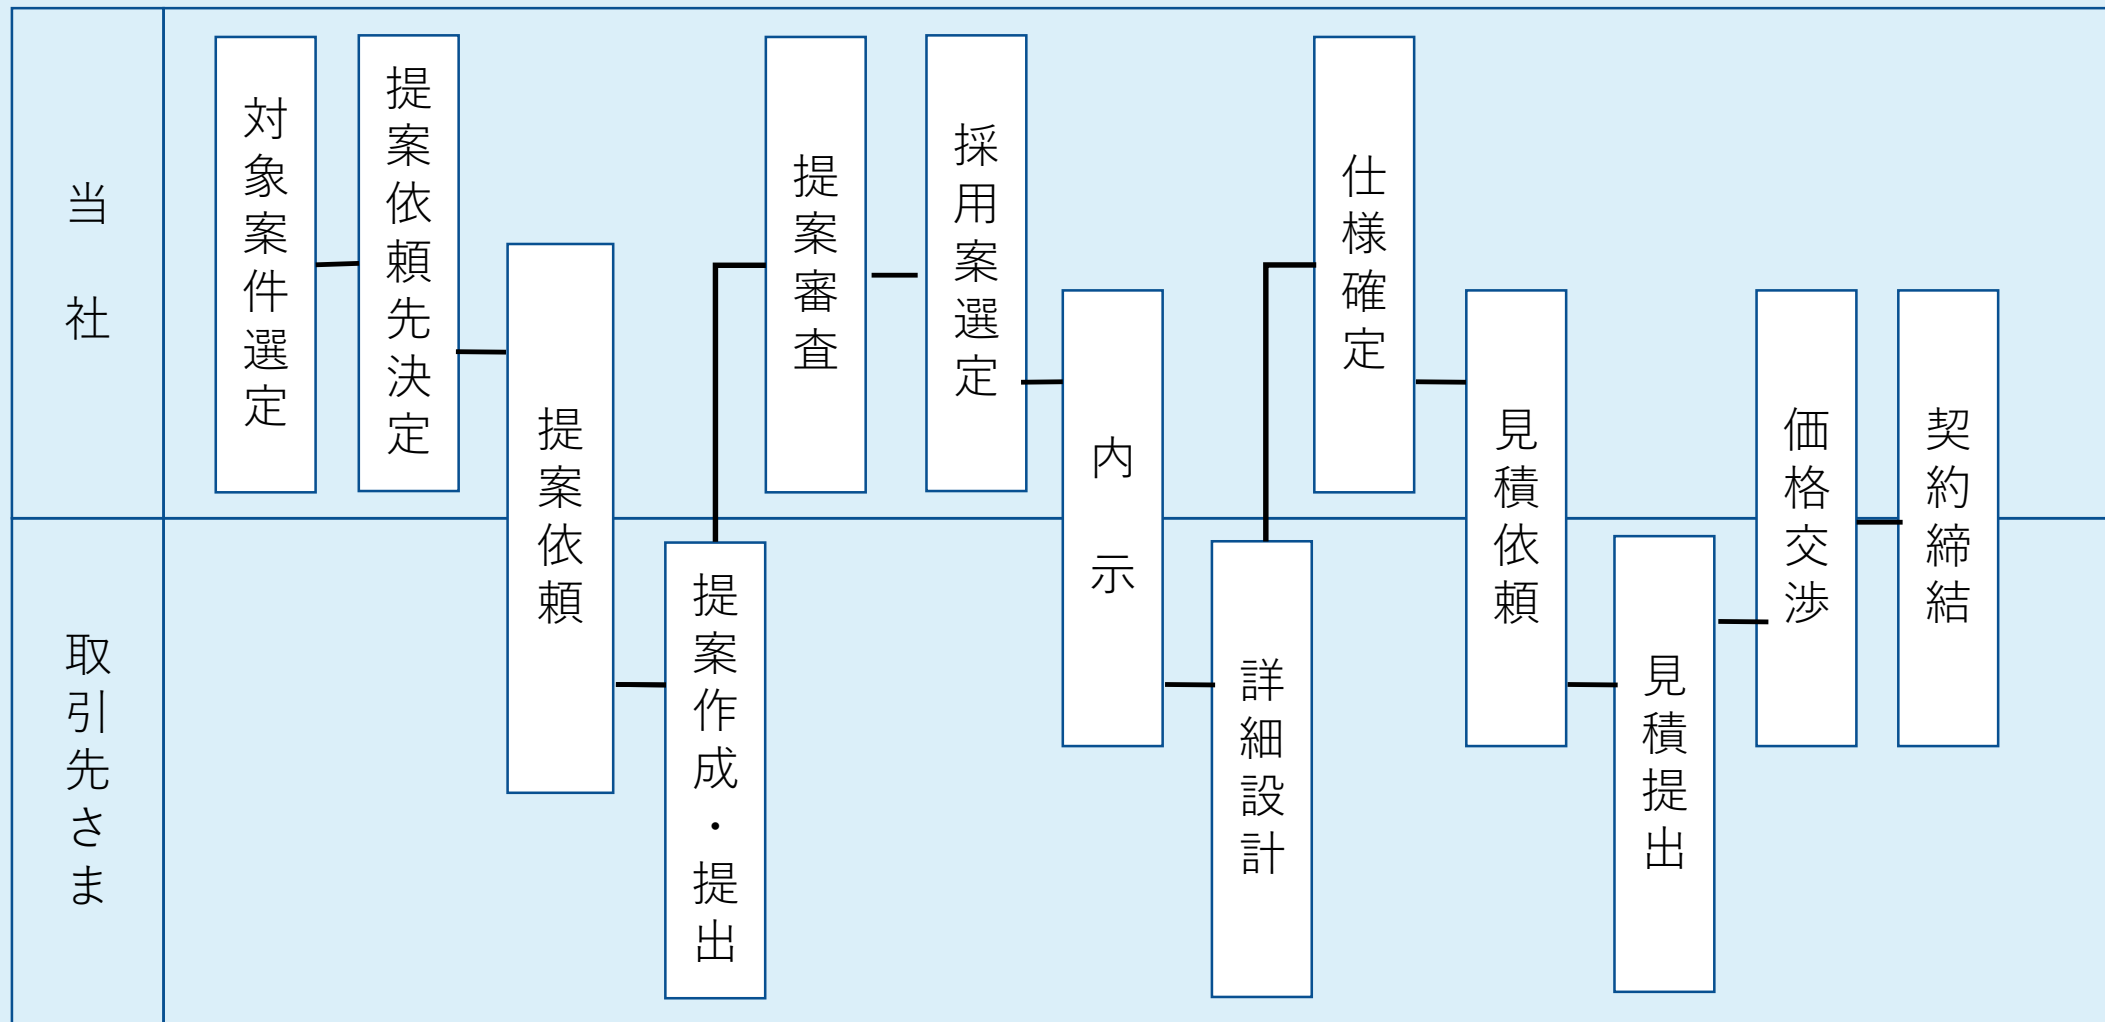 当社
対象案件選定
提案依頼先決定
提案依頼
提案作成・提出
提案審査
採用案選定
内示
詳細設計
仕様確定
見積依頼
見積提出
価格交渉
契約締結
取引先さま